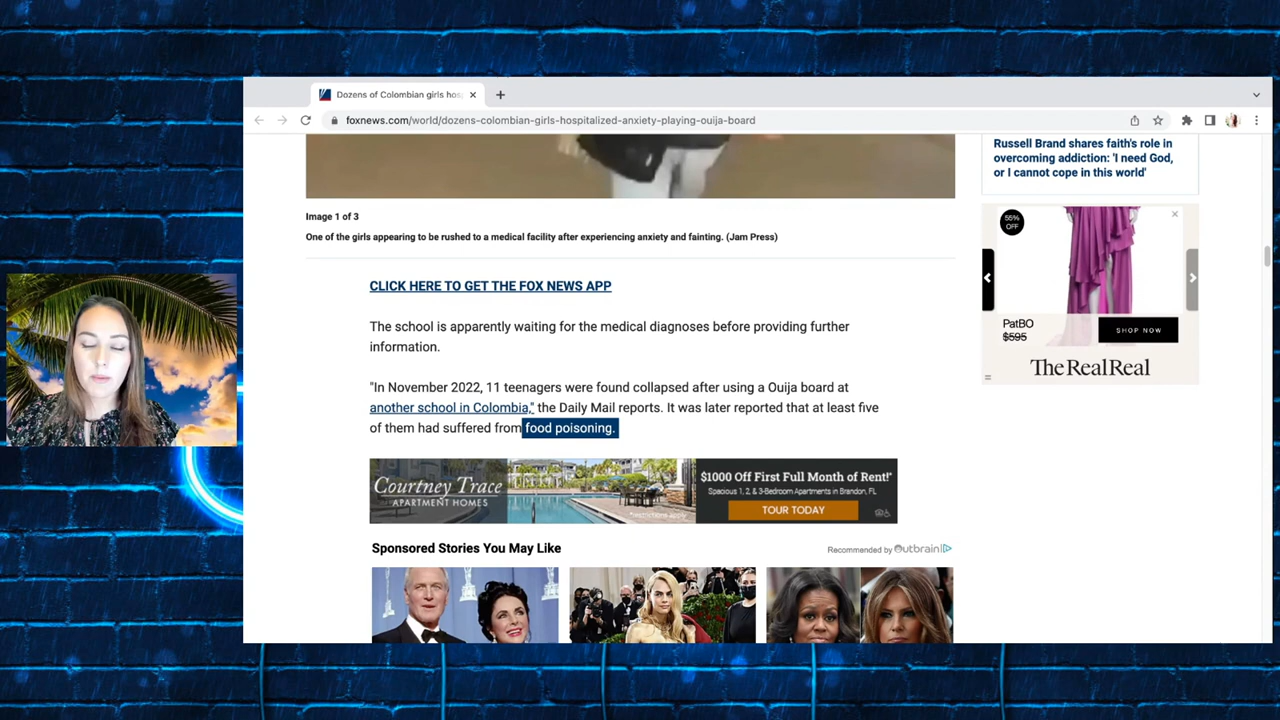 Dozens of Colombian girls hos
foxnews.com/world/dozens-colombian-girls-hospitalized-anxiety-playing-ouija-board
Image 1 of 3
One of the girls appearing to be rushed to a medical facility after experiencing anxiety and fainting. (Jam Press)
CLICK HERE TO GET THE FOX NEWS APP
The school is apparently waiting for the medical diagnoses before providing further
information.
"In November 2022, 11 teenagers were found collapsed after using a Ouija board at
another school in Colombia," the Daily Mail reports. It was later reported that at least five
of them had suffered from food poisoning.
Courtney Trace
APARTMENT HOMES
*restrictions apply
$1000 Off First Full Month of Rent!*
Spacious 1, 2, & 3-Bedroom Apartments in Brandon, FL
TOUR TODAY
Sponsored Stories You May Like
Recommended by Outbrain
Russell Brand shares faith's role in
overcoming addiction: 'I need God,
or I cannot cope in this world'
55%
OFF
PatBO
$595
SHOP NOW
TheRealReal